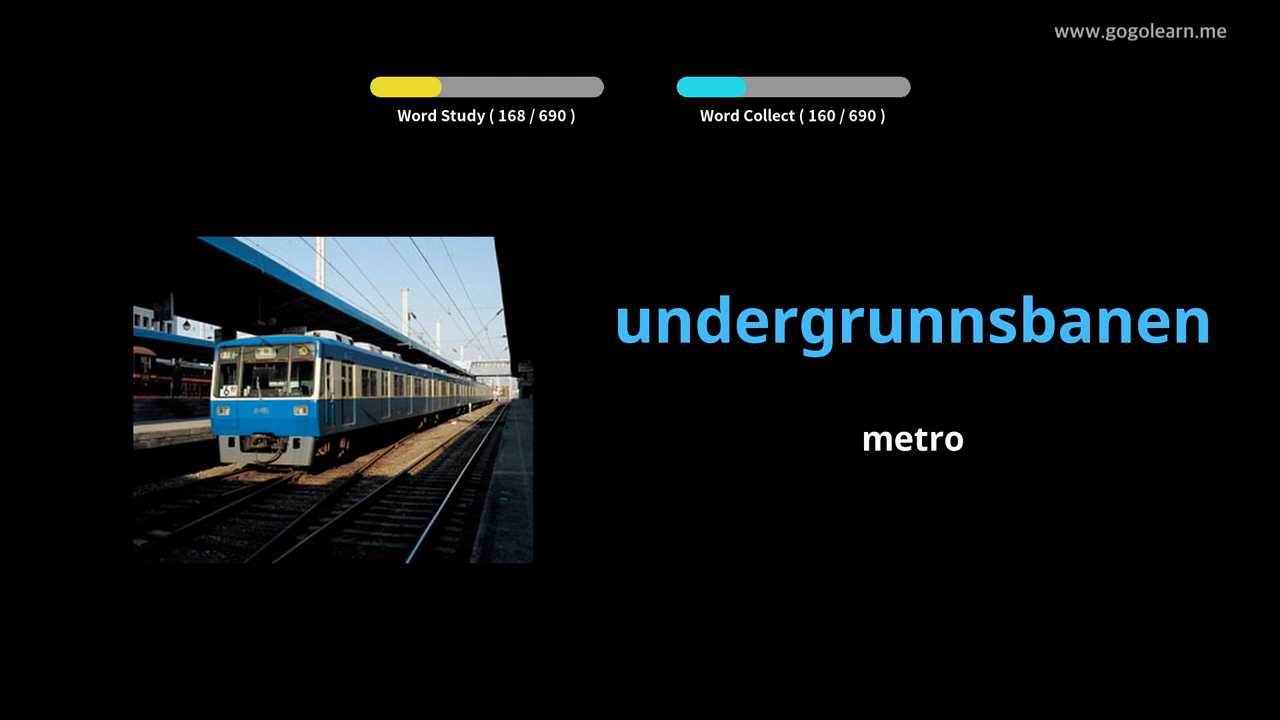 www.gogolearn.me
Word Study ( 168 / 690 )
Word Collect ( 160 / 690 )
undergrunnsbanen
metro